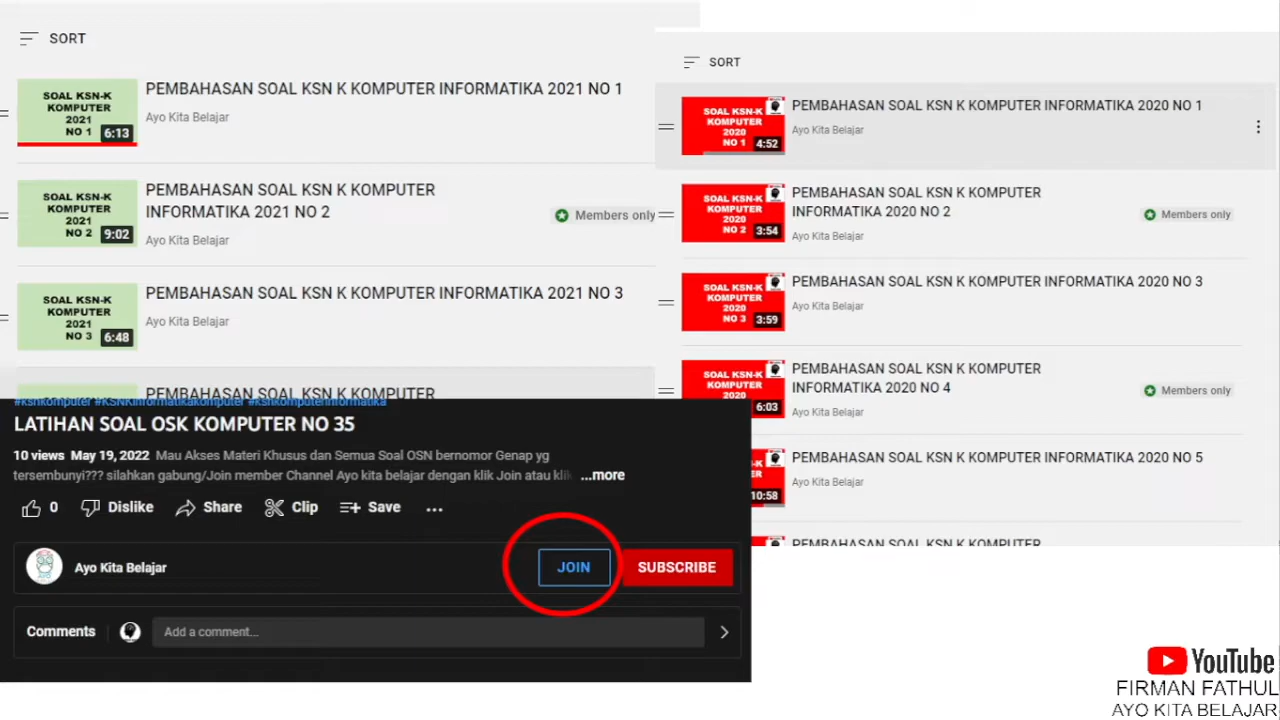 SORT
SOAL KSN-K
KOMPUTER
2021
NO 1
6:13
PEMBAHASAN SOAL KSN K KOMPUTER INFORMATIKA 2021 NO 1
Ayo Kita Belajar
SOAL KSN-K
KOMPUTER
2021
NO 2
9:02
PEMBAHASAN SOAL KSN K KOMPUTER
INFORMATIKA 2021 NO 2
Ayo Kita Belajar
Members only
SOAL KSN-K
KOMPUTER
2021
NO 3
6:48
PEMBAHASAN SOAL KSN K KOMPUTER INFORMATIKA 2021 NO 3
Ayo Kita Belajar
PEMBAHASAN SOAL KSN K KOMPUTER
SORT
SOAL KSN-K
KOMPUTER
2020
NO 1
4:52
PEMBAHASAN SOAL KSN K KOMPUTER INFORMATIKA 2020 NO 1
Ayo Kita Belajar
SOAL KSN-K
KOMPUTER
2020
NO 2
3:54
PEMBAHASAN SOAL KSN K KOMPUTER
INFORMATIKA 2020 NO 2
Ayo Kita Belajar
Members only
SOAL KSN-K
KOMPUTER
2020
NO 3
3:59
PEMBAHASAN SOAL KSN K KOMPUTER INFORMATIKA 2020 NO 3
Ayo Kita Belajar
SOAL KSN-K
KOMPUTER
2020
6:03
PEMBAHASAN SOAL KSN K KOMPUTER
INFORMATIKA 2020 NO 4
Ayo Kita Belajar
Members only
10:58
PEMBAHASAN SOAL KSN K KOMPUTER INFORMATIKA 2020 NO 5
Ayo Kita Belajar
PEMBAHASAN SOAL KSN K KOMPUTER
#ksnkomputer #KSNKinformatikakomputer #ksnkomputerinformatika
LATIHAN SOAL OSK KOMPUTER NO 35
10 views May 19, 2022 Mau Akses Materi Khusus dan Semua Soal OSN bernomor Genap yg
tersembunyi??? silahkan gabung/Join member Channel Ayo kita belajar dengan klik Join atau klik ...more
0 Dislike Share Clip Save ...
Ayo Kita Belajar
JOIN
SUBSCRIBE
Comments
Add a comment...
YouTube
FIRMAN FATHUL
AYO KITA BELAJAR